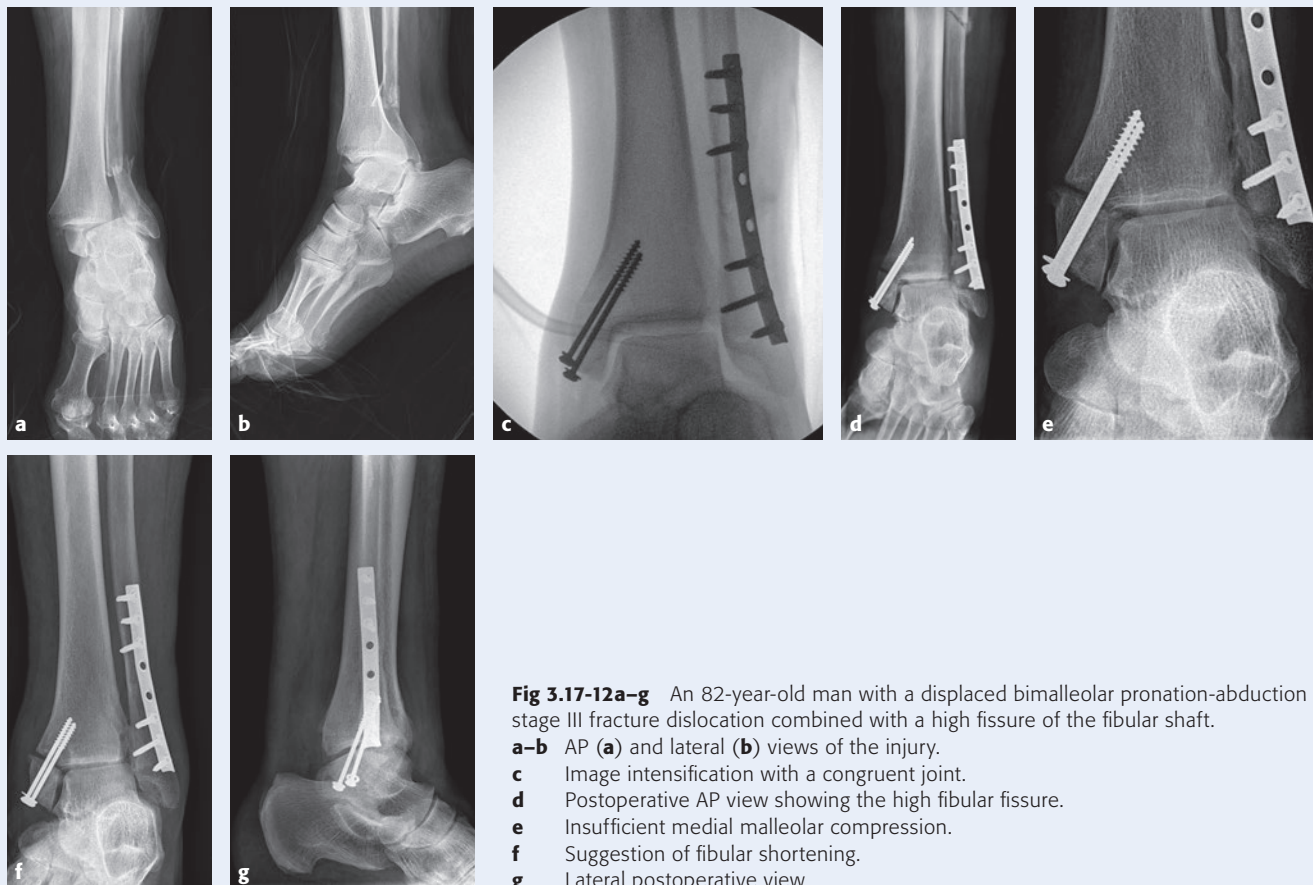 a
b
c
d
e
f
g
Fig 3.17-12a–g An 82-year-old man with a displaced bimalleolar pronation-abduction
stage III fracture dislocation combined with a high fissure of the fibular shaft.
a–b AP (a) and lateral (b) views of the injury.
c Image intensification with a congruent joint.
d Postoperative AP view showing the high fibular fissure.
e Insufficient medial malleolar compression.
f Suggestion of fibular shortening.
g Lateral postoperative view